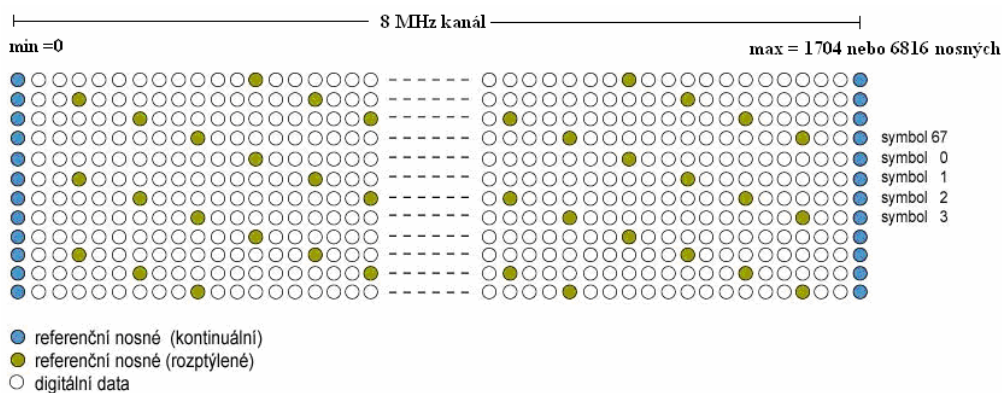 8 MHz kanál
min =0
max = 1704 nebo 6816 nosných
symbol 67
symbol 0
symbol 1
symbol 2
symbol 3
referenční nosné (kontinuální)
referenční nosné (rozptýlené)
digitální data